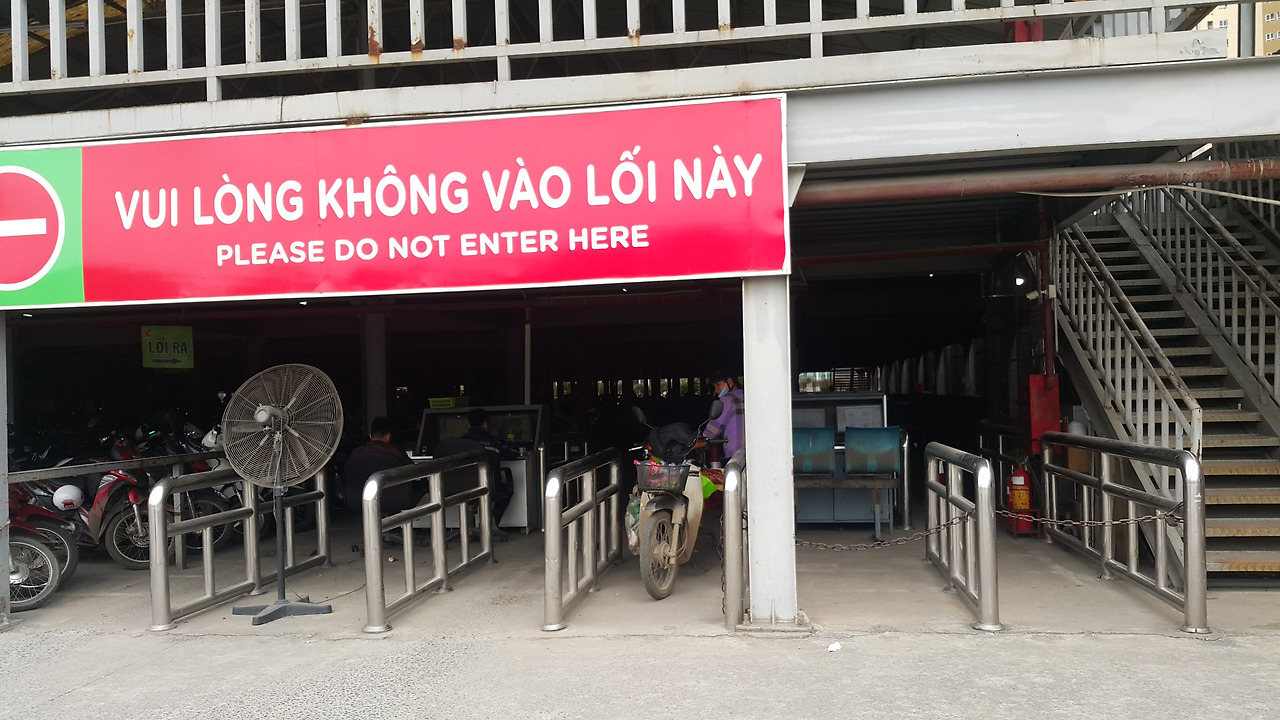 VUI LÒNG KHÔNG VÀO LỐI NÀY
PLEASE DO NOT ENTER HERE
LỐI RA